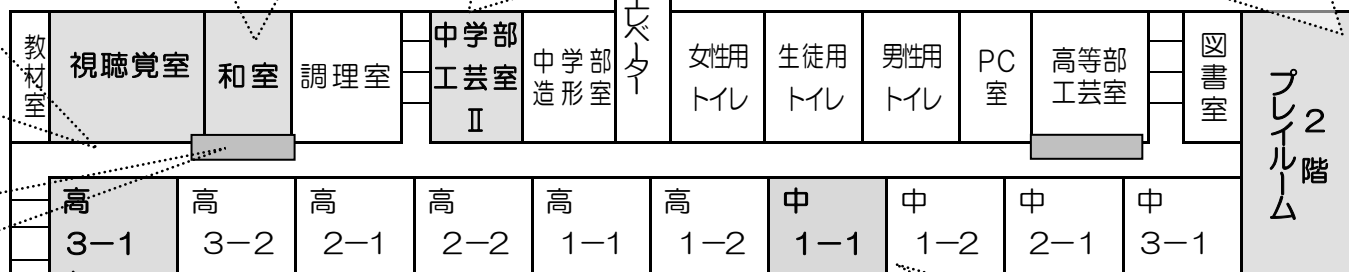 教材室
視聴覚室
和室
調理室
中学部
工芸室
Ⅱ
中学部
造形室
ベーター
女性用
トイレ
生徒用
トイレ
男性用
トイレ
PC
室
高等部
工芸室
図書室
2階
プレイルーム
高
3-1
高
3-2
高
2-1
高
2-2
高
1-1
高
1-2
中
1-1
中
1-2
中
2-1
中
3-1